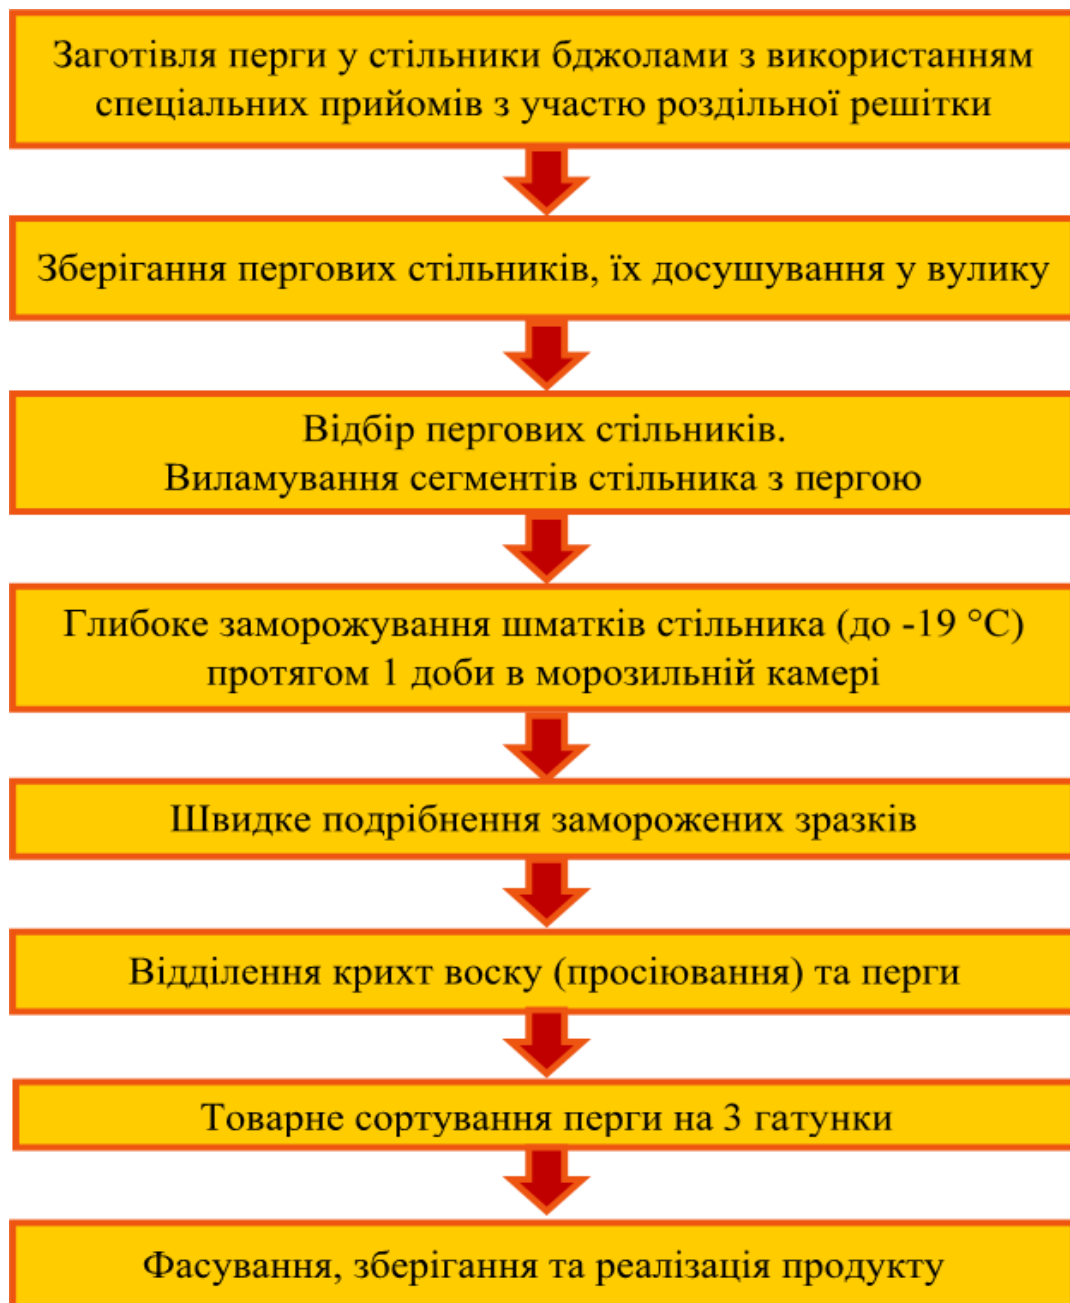 Заготівля перги у стільники бджолами з використанням
спеціальних прийомів з участю роздільної решітки
Зберігання пергових стільників, їх досушування у вулику
Відбір пергових стільників.
Виламування сегментів стільника з пергою
Глибоке заморожування шматків стільника (до -19 °С)
протягом 1 доби в морозильній камері
Швидке подрібнення заморожених зразків
Відділення крихт воску (просіювання) та перги
Товарне сортування перги на 3 гатунки
Фасування, зберігання та реалізація продукту